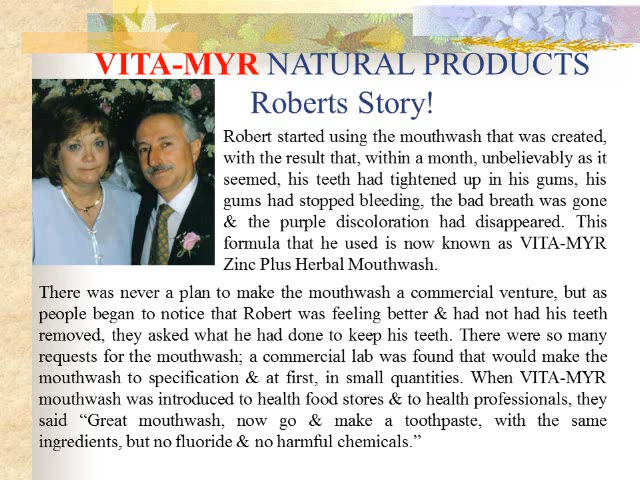 VITA-MYR NATURAL PRODUCTS
Roberts Story!
Robert started using the mouthwash that was created,
with the result that, within a month, unbelievably as it
seemed, his teeth had tightened up in his gums, his
gums had stopped bleeding, the bad breath was gone
& the purple discoloration had disappeared. This
formula that he used is now known as VITA-MYR
Zinc Plus Herbal Mouthwash.
There was never a plan to make the mouthwash a commercial venture, but as
people began to notice that Robert was feeling better & had not had his teeth
removed, they asked what he had done to keep his teeth. There were so many
requests for the mouthwash; a commercial lab was found that would make the
mouthwash to specification & at first, in small quantities. When VITA-MYR
mouthwash was introduced to health food stores & to health professionals, they
said “Great mouthwash, now go & make a toothpaste, with the same
ingredients, but no fluoride & no harmful chemicals.”